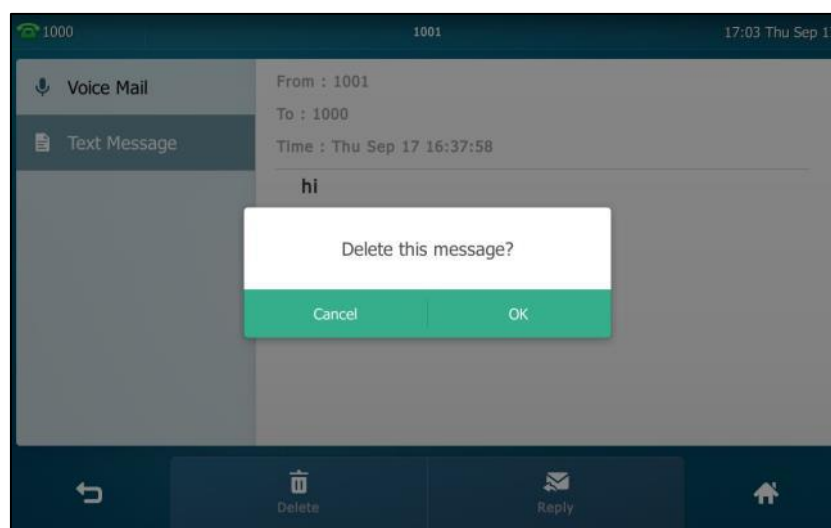 1000 1001 17:03 Thu Sep 1
Voice Mail
Text Message
From : 1001
To : 1000
Time : Thu Sep 17 16:37:58
hi
Delete this message?
Cancel OK
Delete Reply